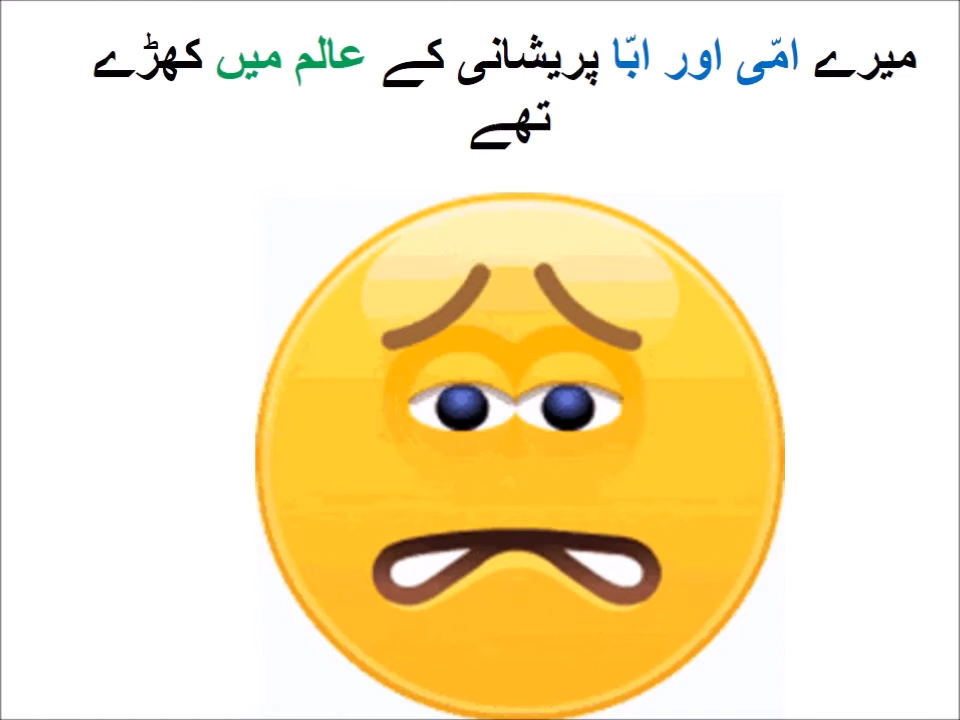 میرے امّی اور ابّا پریشانی کے عالم میں کھڑے
تھے